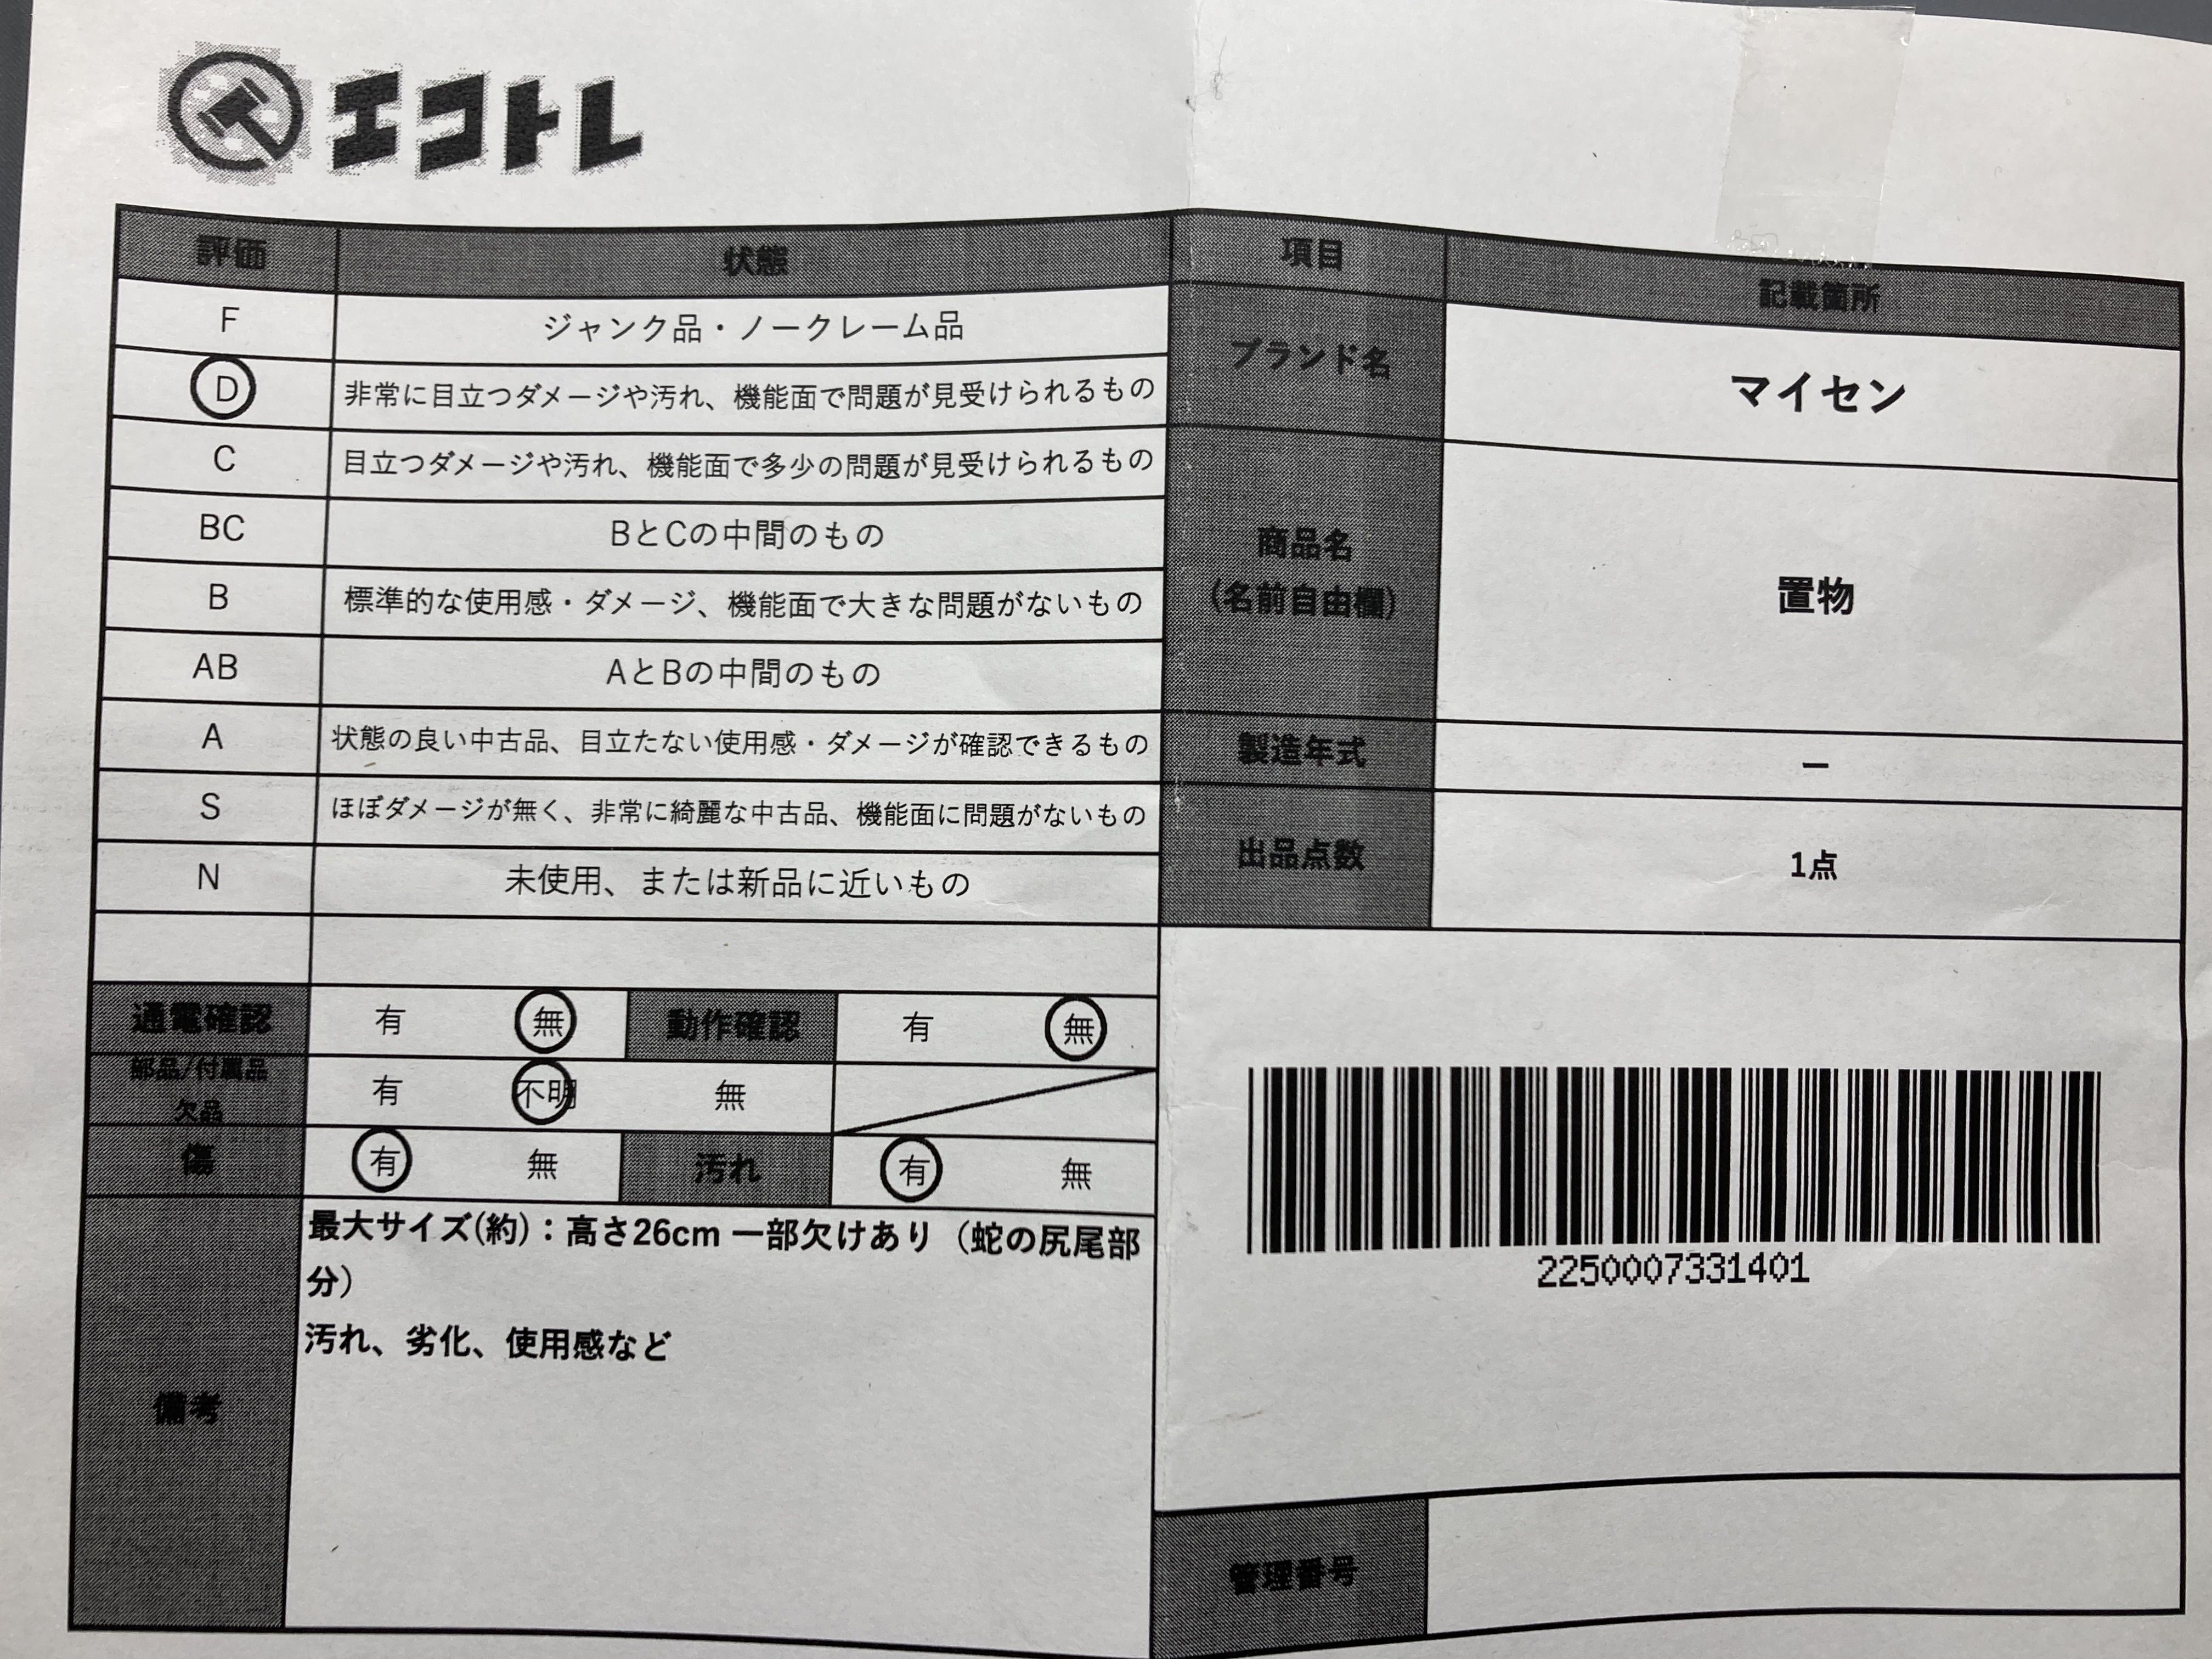 エコトレ
評価 状態
F ジャンク品・ノークレーム品
D 非常に目立つダメージや汚れ、機能面で問題が見受けられるもの
C 目立つダメージや汚れ、機能面で多少の問題が見受けられるもの
BC BとCの中間のもの
B 標準的な使用感・ダメージ、機能面で大きな問題がないもの
AB AとBの中間のもの
A 状態の良い中古品、目立たない使用感・ダメージが確認できるもの
S ほぼダメージが無く、非常に綺麗な中古品、機能面に問題がないもの
N 未使用、または新品に近いもの
通電確認 有 無 動作確認 有 無
部品/付属品
欠品 有 不明 無
傷 有 無 汚れ 有 無
備考
最大サイズ(約)：高さ26cm 一部欠けあり（蛇の尻尾部
分）
汚れ、劣化、使用感など
項目 記載箇所
ブランド名 マイセン
商品名
（名前自由欄） 置物
製造年式 ー
出品点数 1点
2250007331401
管理番号